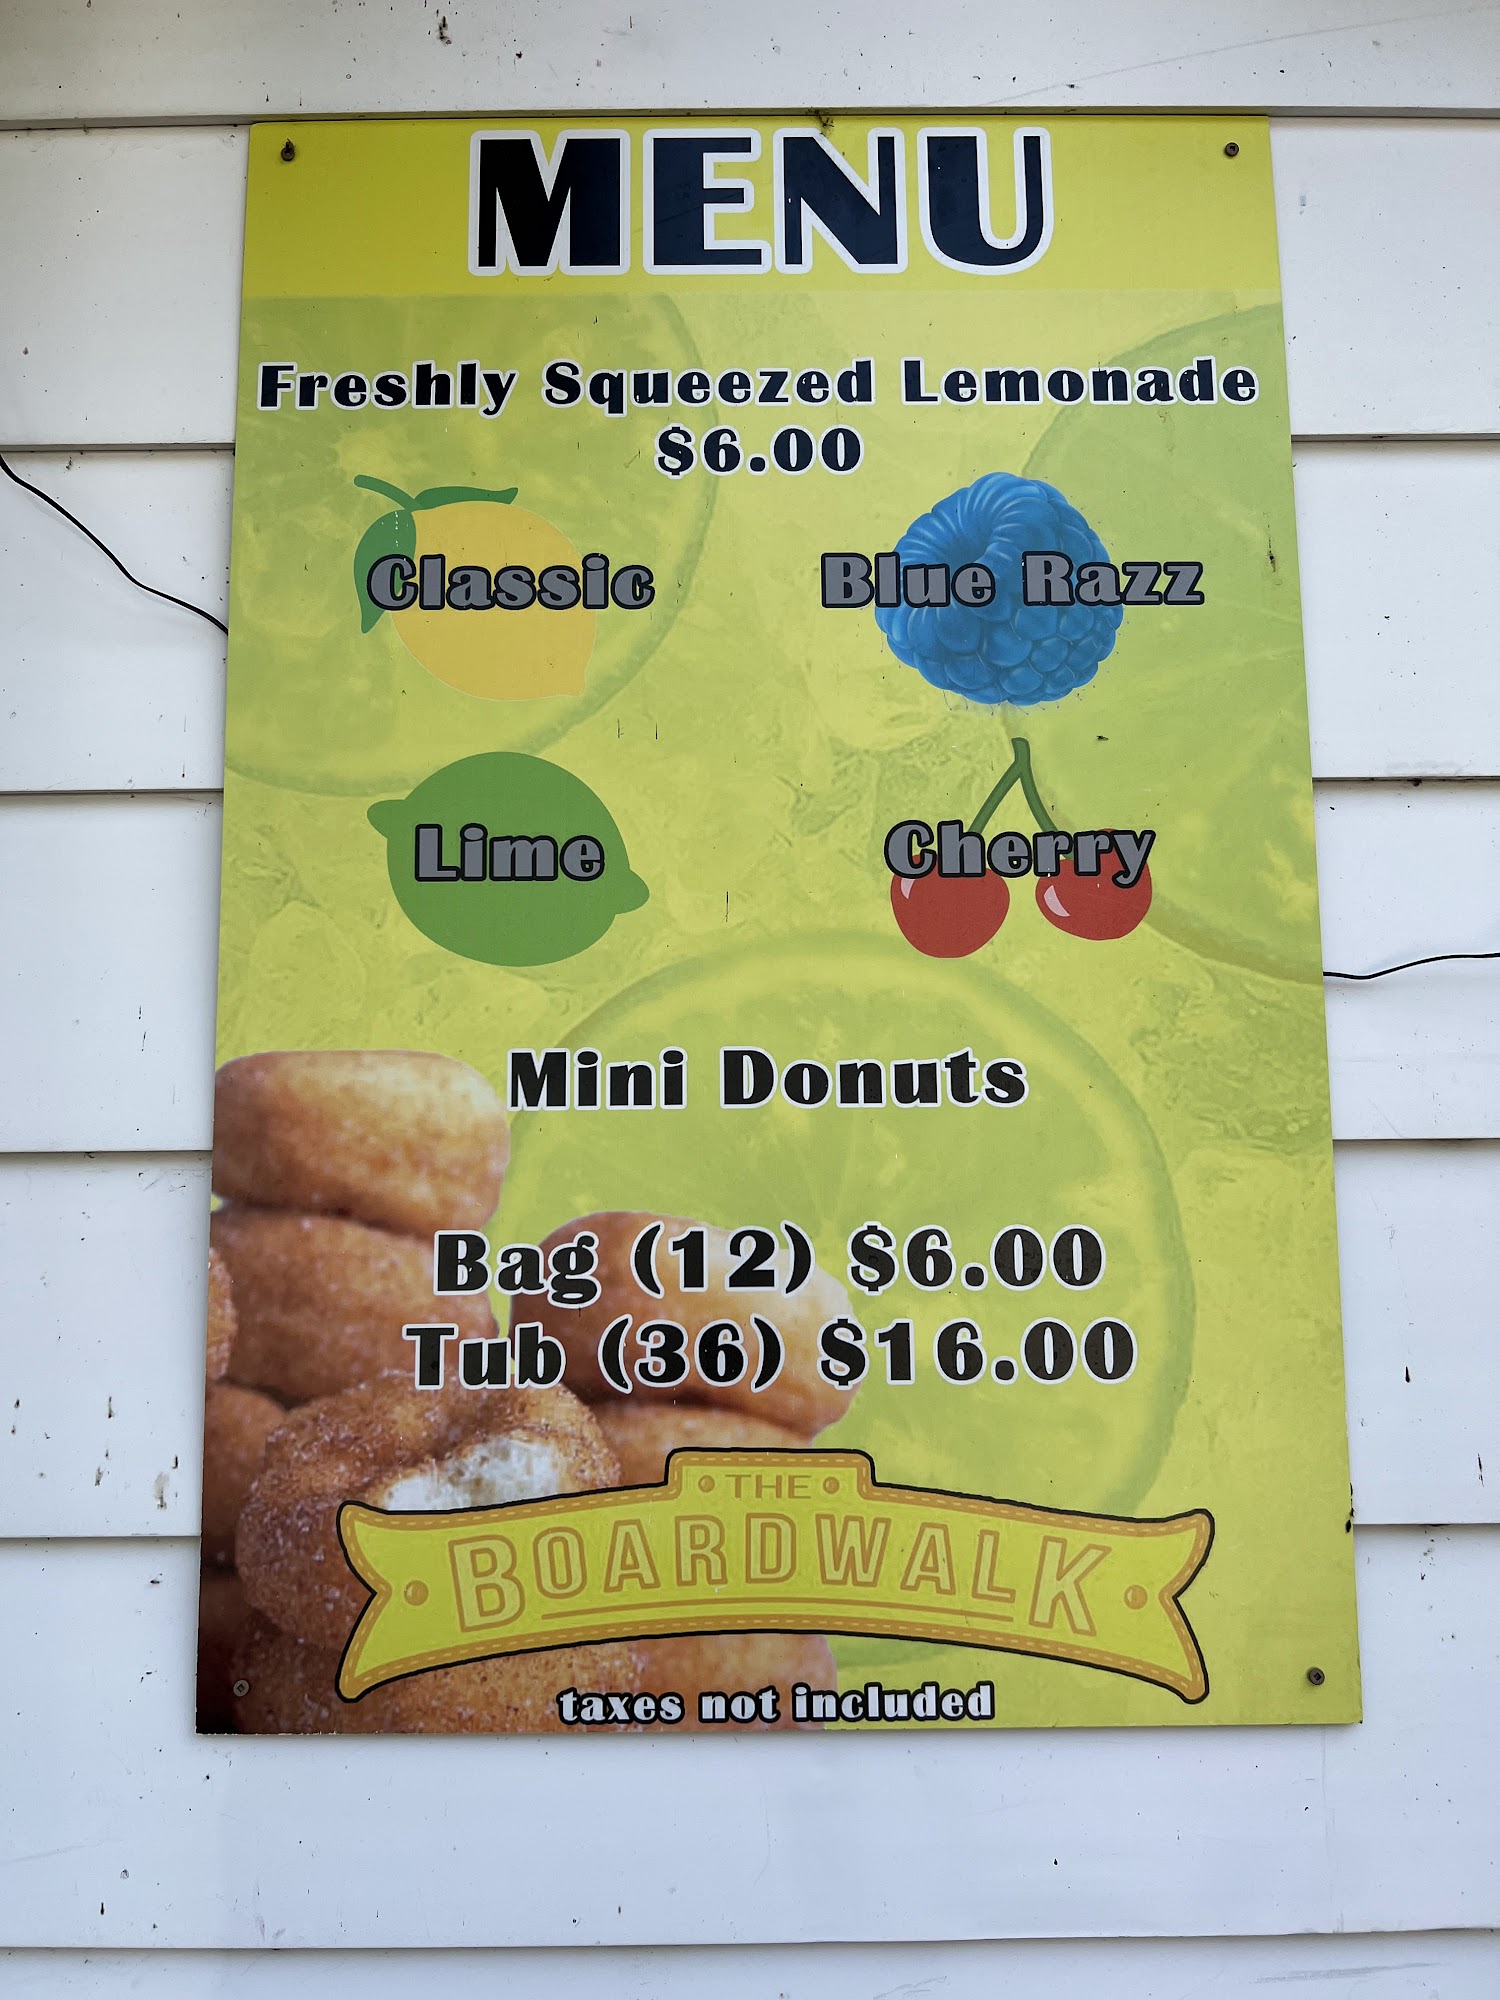 MENU
Freshly Squeezed Lemonade
$6.00
Classic Blue Razz
Lime Cherry
Mini Donuts
Bag (12) $6.00
Tub (36) $16.00
• THE •
• BOARDWALK •
taxes not included